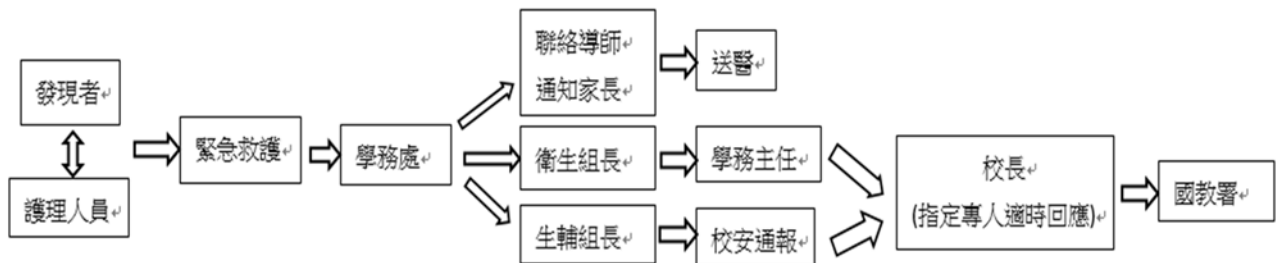 發現者
護理人員
緊急救護
學務處
聯絡導師
通知家長
送醫
衛生組長
學務主任
生輔組長
校安通報
校長
(指定專人適時回應)
國教署